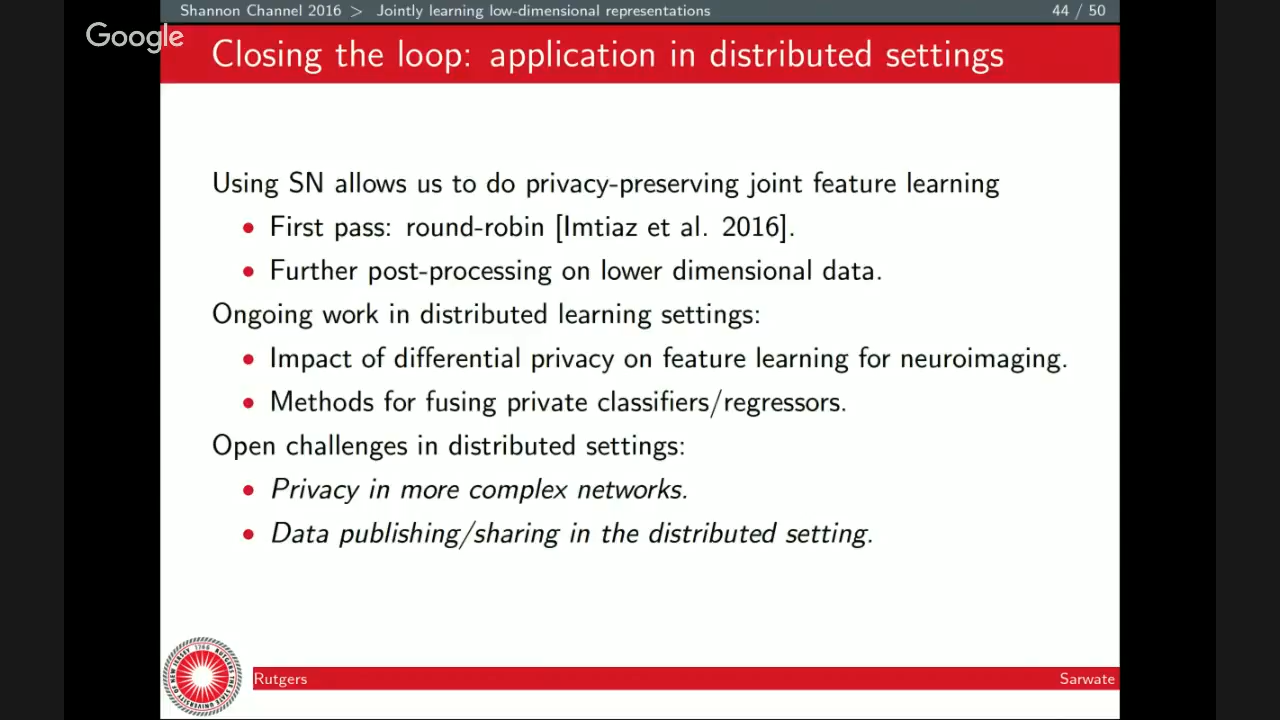 Shannon Channel 2016 > Jointly learning low-dimensional representations 44 / 50
Google
Closing the loop: application in distributed settings
Using SN allows us to do privacy-preserving joint feature learning
• First pass: round-robin [Imtiaz et al. 2016].
• Further post-processing on lower dimensional data.
Ongoing work in distributed learning settings:
• Impact of differential privacy on feature learning for neuroimaging.
• Methods for fusing private classifiers/regressors.
Open challenges in distributed settings:
• Privacy in more complex networks.
• Data publishing/sharing in the distributed setting.
Rutgers Sarwate